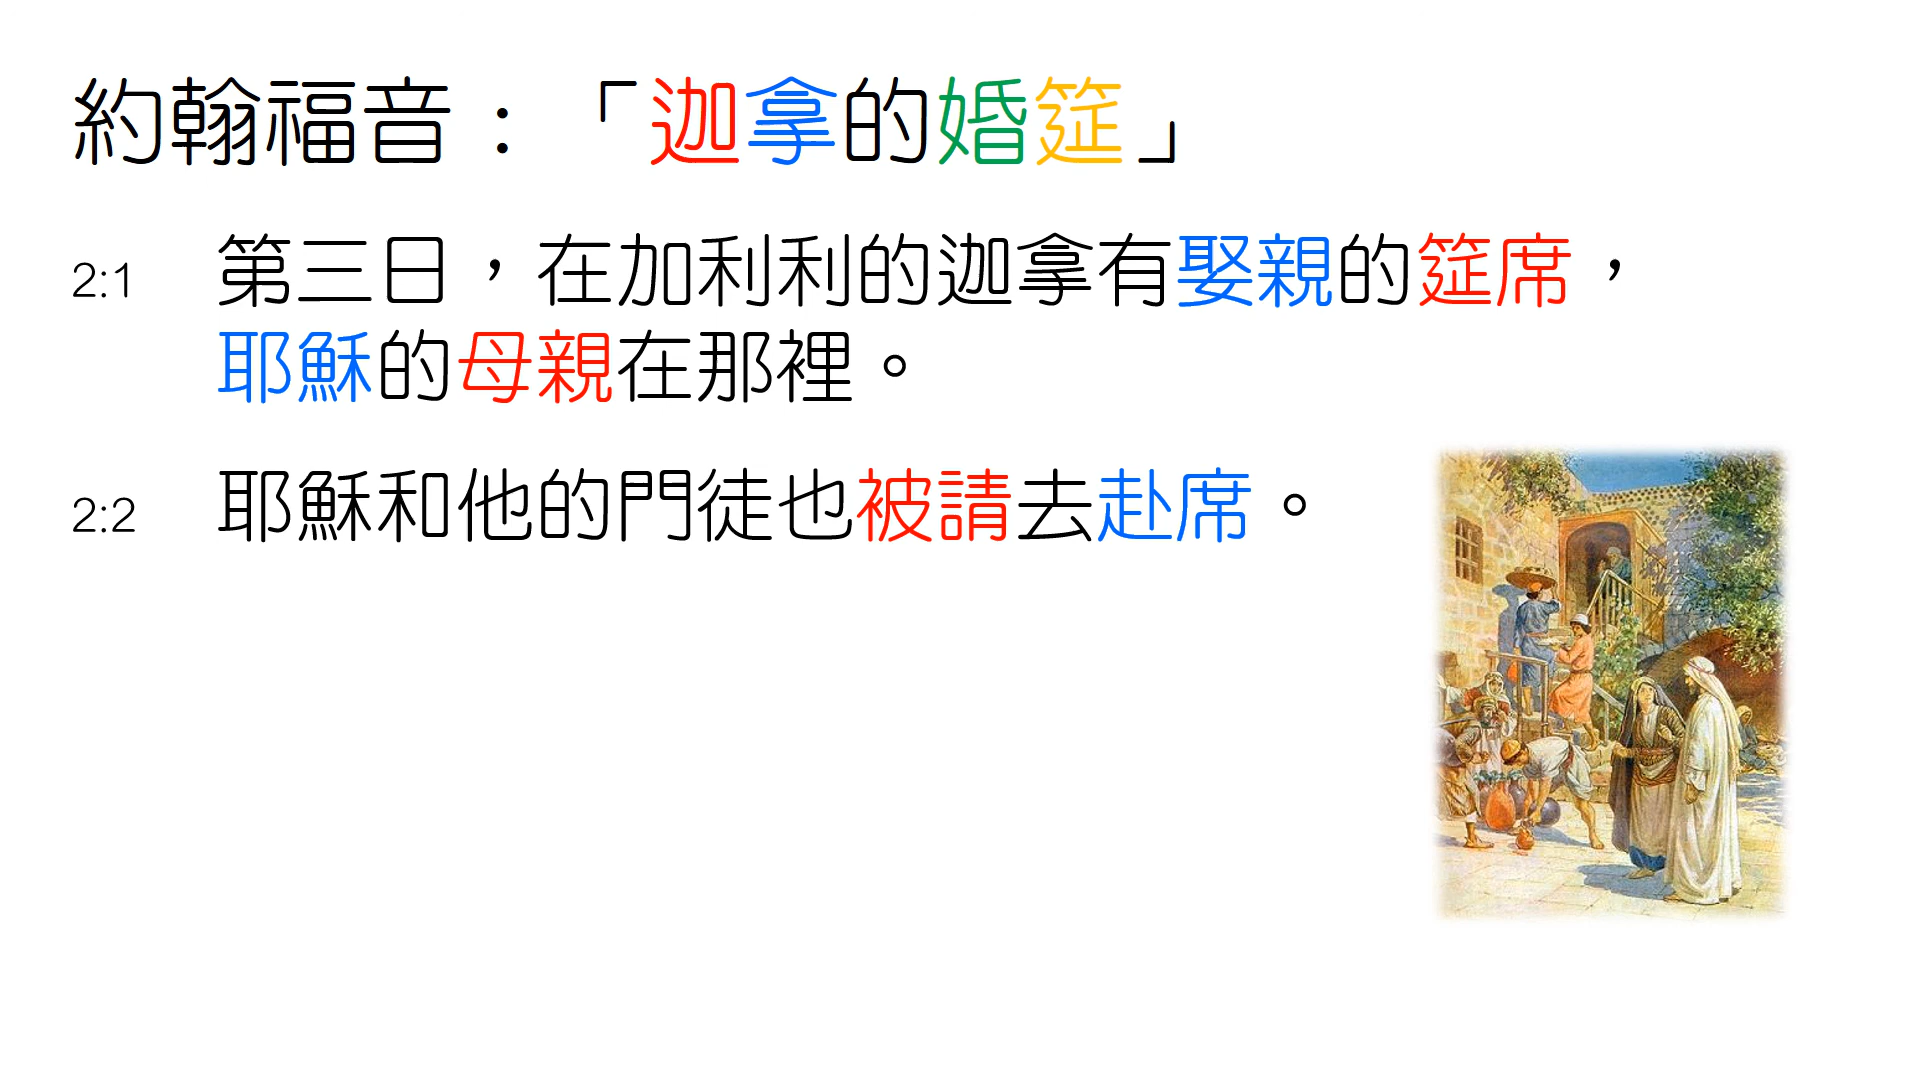 約翰福音：「迦拿的婚筵」
2:1 第三日，在加利利的迦拿有娶親的筵席，
耶穌的母親在那裡。
2:2 耶穌和他的門徒也被請去赴席。